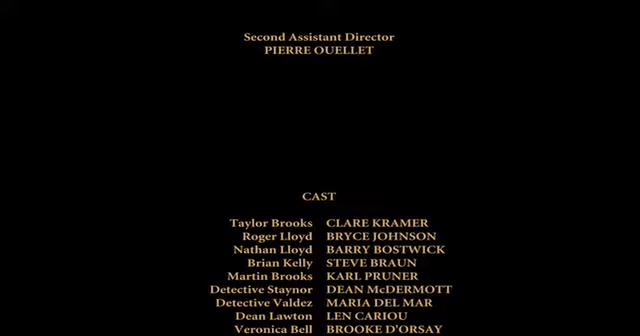 Second Assistant Director
PIERRE OUELLET
CAST
Taylor Brooks CLARE KRAMER
Roger Lloyd BRYCE JOHNSON
Nathan Lloyd BARRY BOSTWICK
Brian Kelly STEVE BRAUN
Martin Brooks KARL PRUNER
Detective Staynor DEAN McDERMOTT
Detective Valdez MARIA DEL MAR
Dean Lawton LEN CARIOU
Veronica Bell BROOKE D'ORSAY